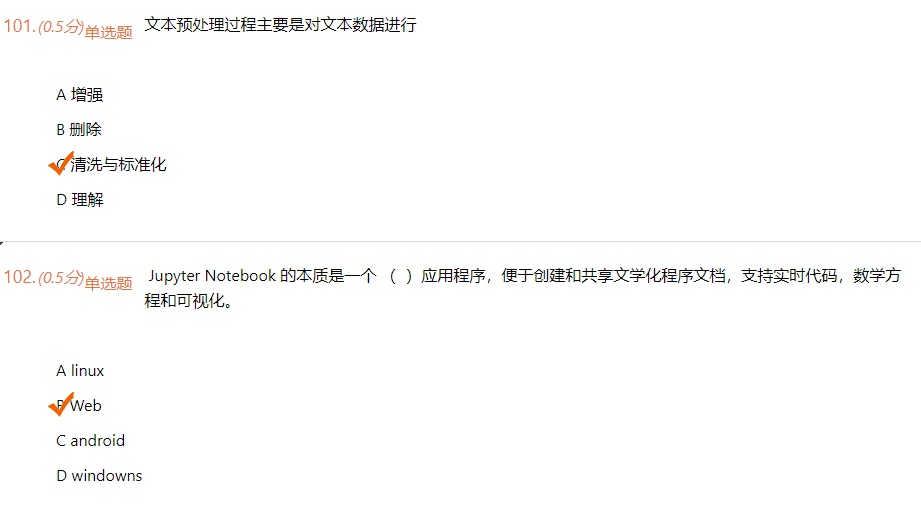 101.(0.5分)单选题 文本预处理过程主要是对文本数据进行
A 增强
B 删除
C 清洗与标准化
D 理解
102.(0.5分)单选题 Jupyter Notebook 的本质是一个 （ ）应用程序，便于创建和共享文学化程序文档，支持实时代码，数学方
程和可视化。
A linux
B Web
C android
D windowns